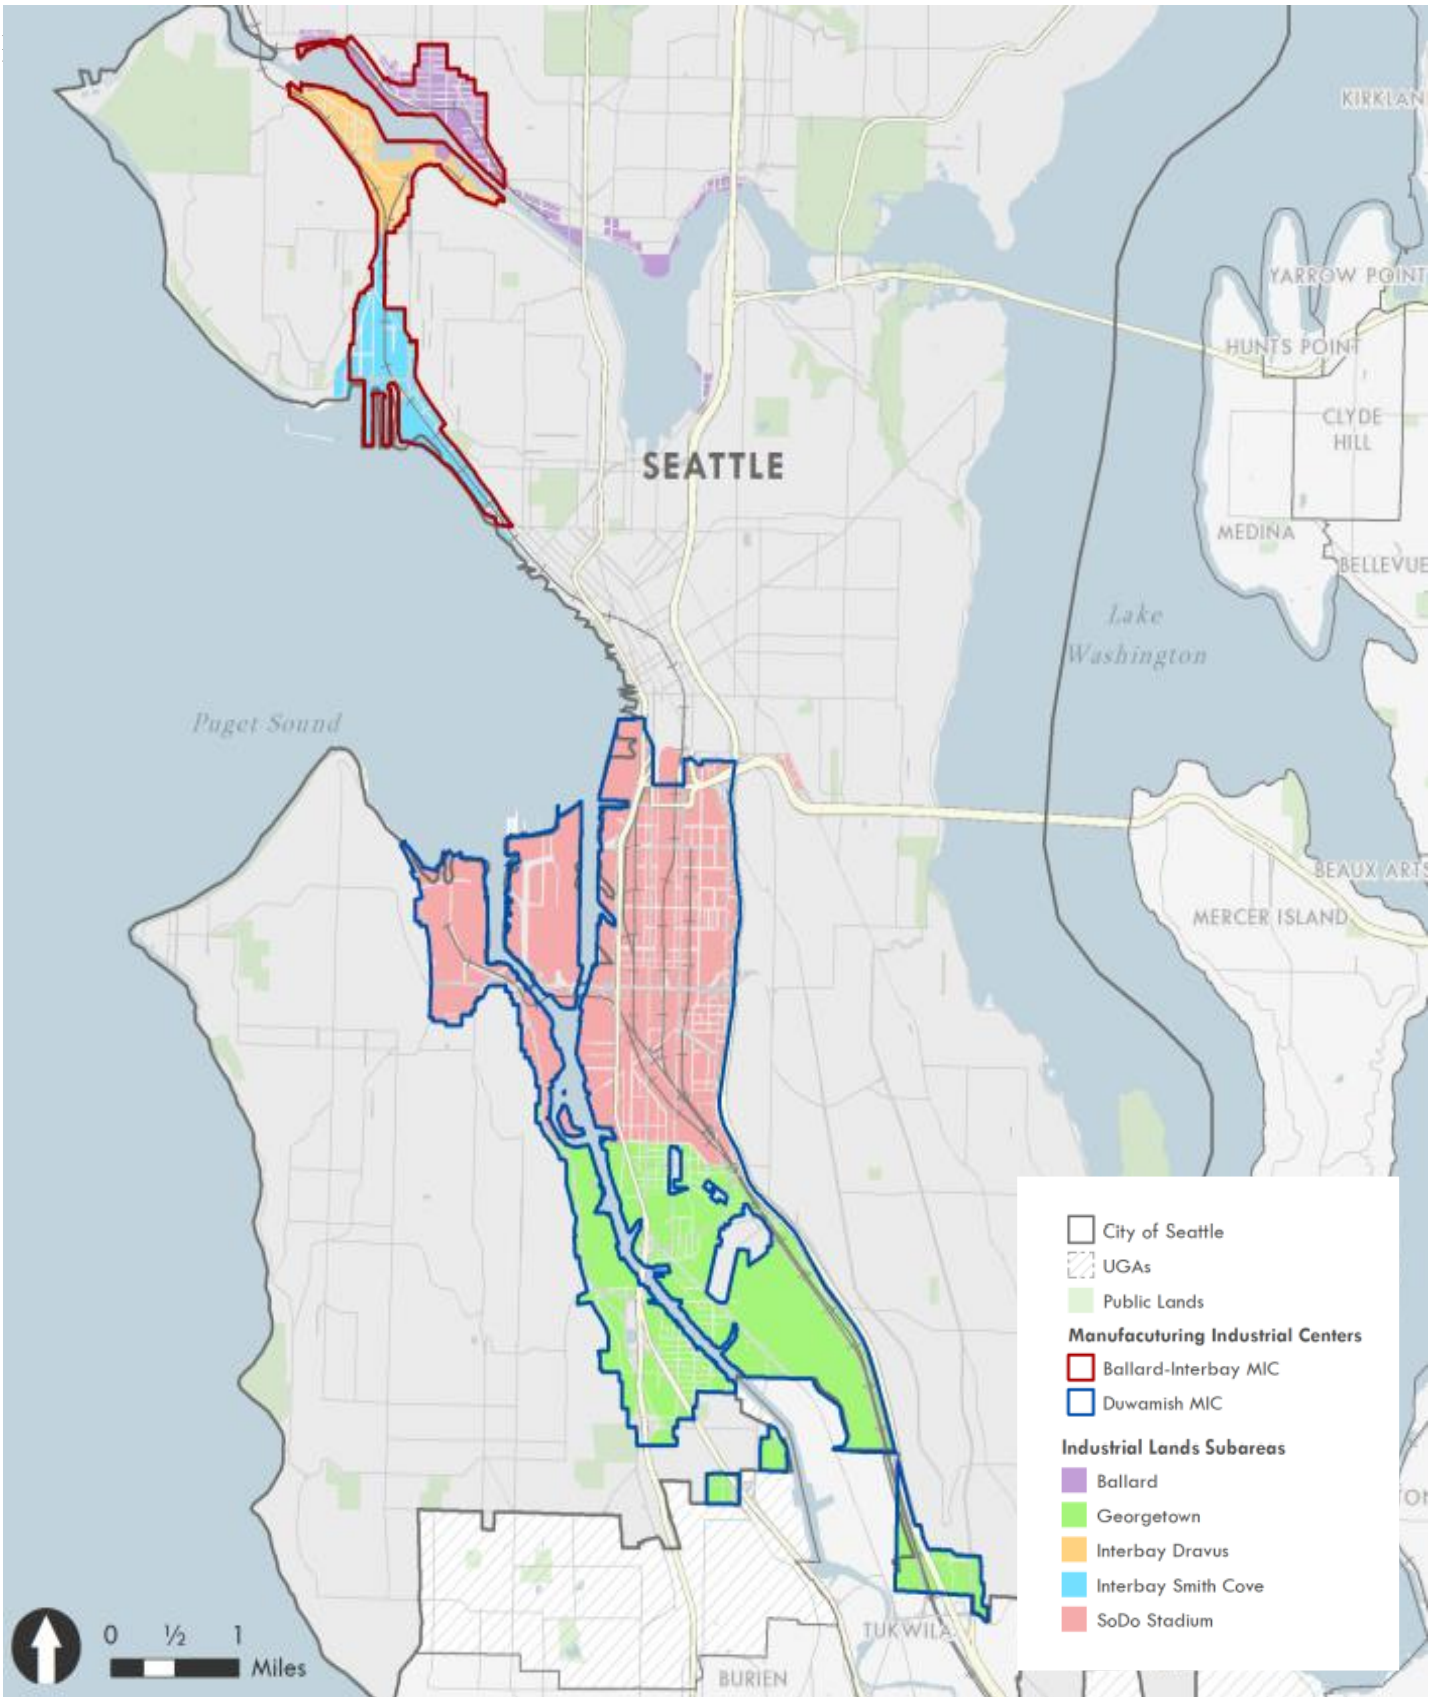 KIRKLAN
YARROW POINT
HUNTS POINT
CLYDE
HILL
SEATTLE
MEDINA
BELLEVUE
Lake
Washington
Puget Sound
BEAUX ARTS
MERCER ISLAND
City of Seattle
UGAs
Public Lands
Manufacuturing Industrial Centers
Ballard-Interbay MIC
Duwamish MIC
Industrial Lands Subareas
Ballard
Georgetown
Interbay Dravus
Interbay Smith Cove
SoDo Stadium
TUKWILA
BURIEN
0 ½ 1
Miles